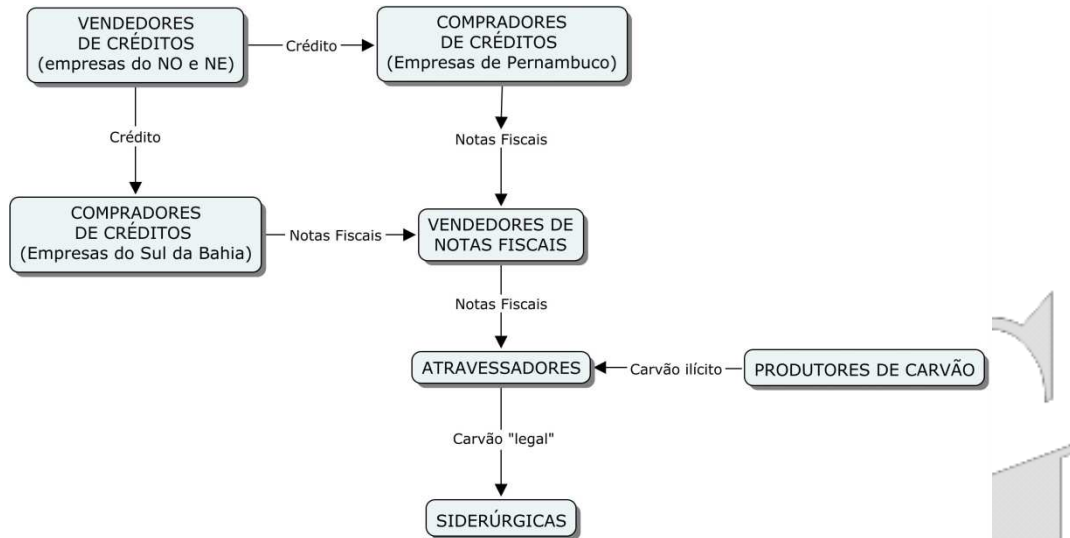 VENDEDORES
DE CRÉDITOS
(empresas do NO e NE)
Crédito
COMPRADORES
DE CRÉDITOS
(Empresas de Pernambuco)
Crédito
Notas Fiscais
COMPRADORES
DE CRÉDITOS
(Empresas do Sul da Bahia)
Notas Fiscais
VENDEDORES DE
NOTAS FISCAIS
Notas Fiscais
ATRAVESSADORES
Carvão ilícito
PRODUTORES DE CARVÃO
Carvão "legal"
SIDERÚRGICAS